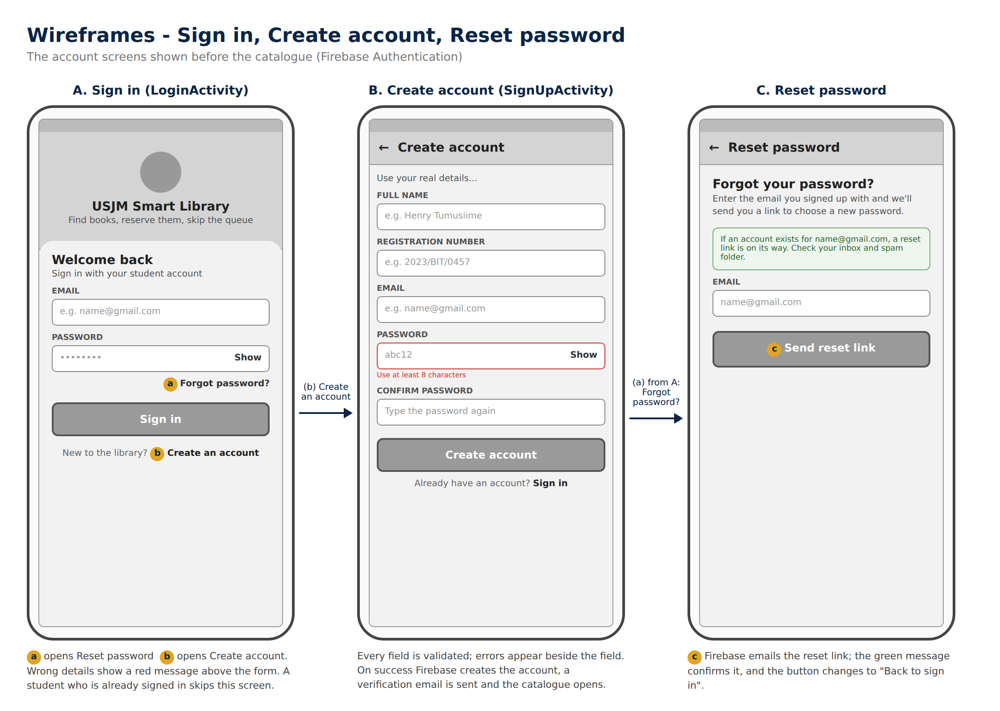 Wireframes - Sign in, Create account, Reset password
The account screens shown before the catalogue (Firebase Authentication)
A. Sign in (LoginActivity)
USJM Smart Library
Find books, reserve them, skip the queue
Welcome back
Sign in with your student account
EMAIL
e.g. name@gmail.com
PASSWORD
••••••••
Show
a Forgot password?
Sign in
New to the library? b Create an account
a opens Reset password b opens Create account.
Wrong details show a red message above the form. A
student who is already signed in skips this screen.
(b) Create
an account
B. Create account (SignUpActivity)
← Create account
Use your real details...
FULL NAME
e.g. Henry Tumusiime
REGISTRATION NUMBER
e.g. 2023/BIT/0457
EMAIL
e.g. name@gmail.com
PASSWORD
abc12
Show
Use at least 8 characters
CONFIRM PASSWORD
Type the password again
Create account
Already have an account? Sign in
Every field is validated; errors appear beside the field.
On success Firebase creates the account, a
verification email is sent and the catalogue opens.
(a) from A:
Forgot
password?
C. Reset password
← Reset password
Forgot your password?
Enter the email you signed up with and we'll
send you a link to choose a new password.
If an account exists for name@gmail.com, a reset
link is on its way. Check your inbox and spam
folder.
EMAIL
name@gmail.com
c Send reset link
c Firebase emails the reset link; the green message
confirms it, and the button changes to "Back to sign
in".